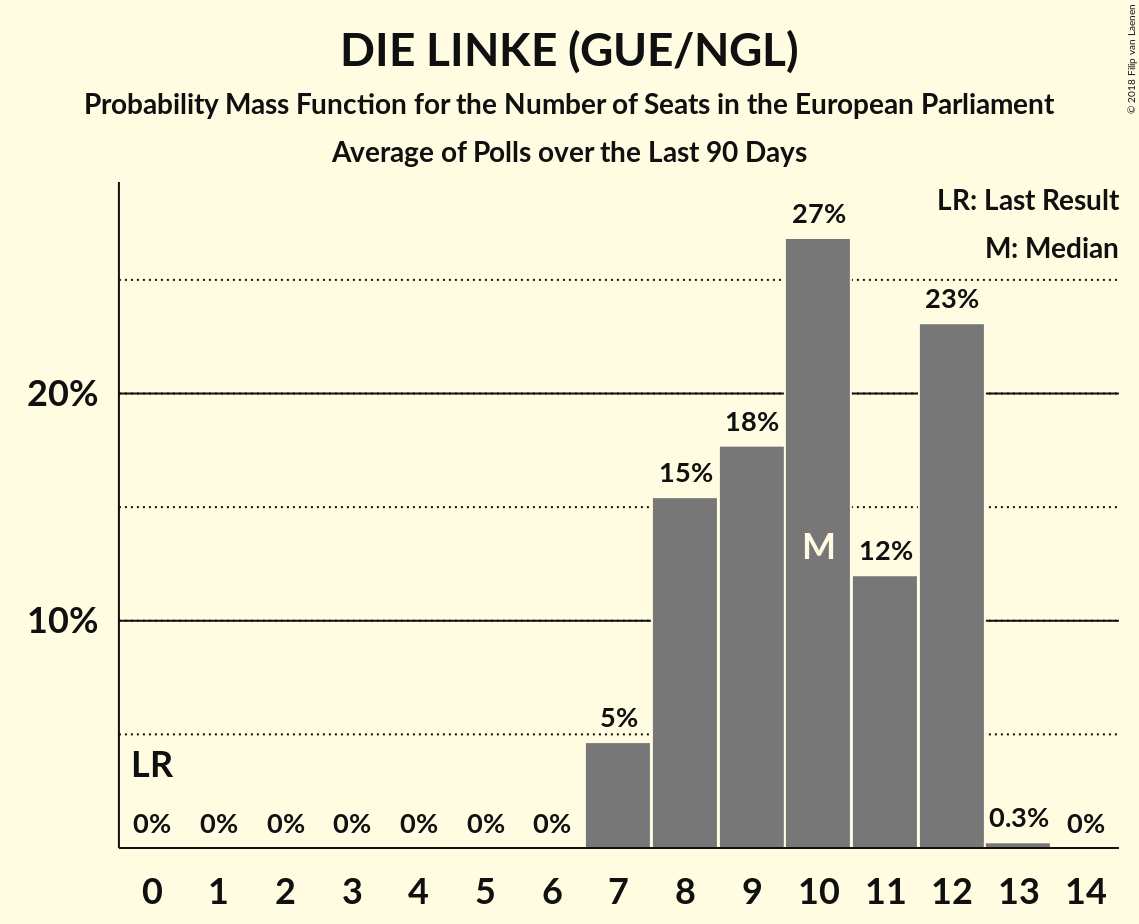 DIE LINKE (GUE/NGL)
Probability Mass Function for the Number of Seats in the European Parliament
Average of Polls over the Last 90 Days
© 2018 Filip van Laenen
LR: Last Result
M: Median
27%
23%
20%
18%
15%
M
12%
10%
5%
LR
0% 0% 0% 0% 0% 0% 0% 0.3% 0%
0 1 2 3 4 5 6 7 8 9 10 11 12 13 14